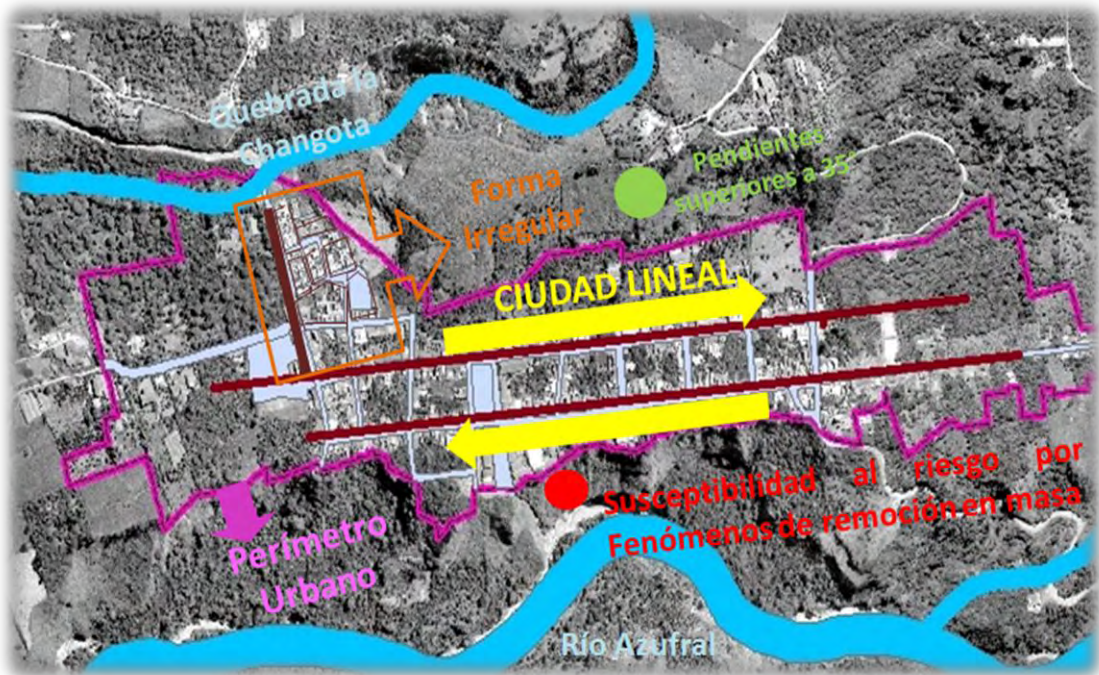 Quebrada la
Changota
Forma
Irregular
Pendientes
superiores a 35°
CIUDAD LINEAL
Susceptibilidad al riesgo por
Fenómenos de remoción en masa
Perímetro
Urbano
Río Azufral